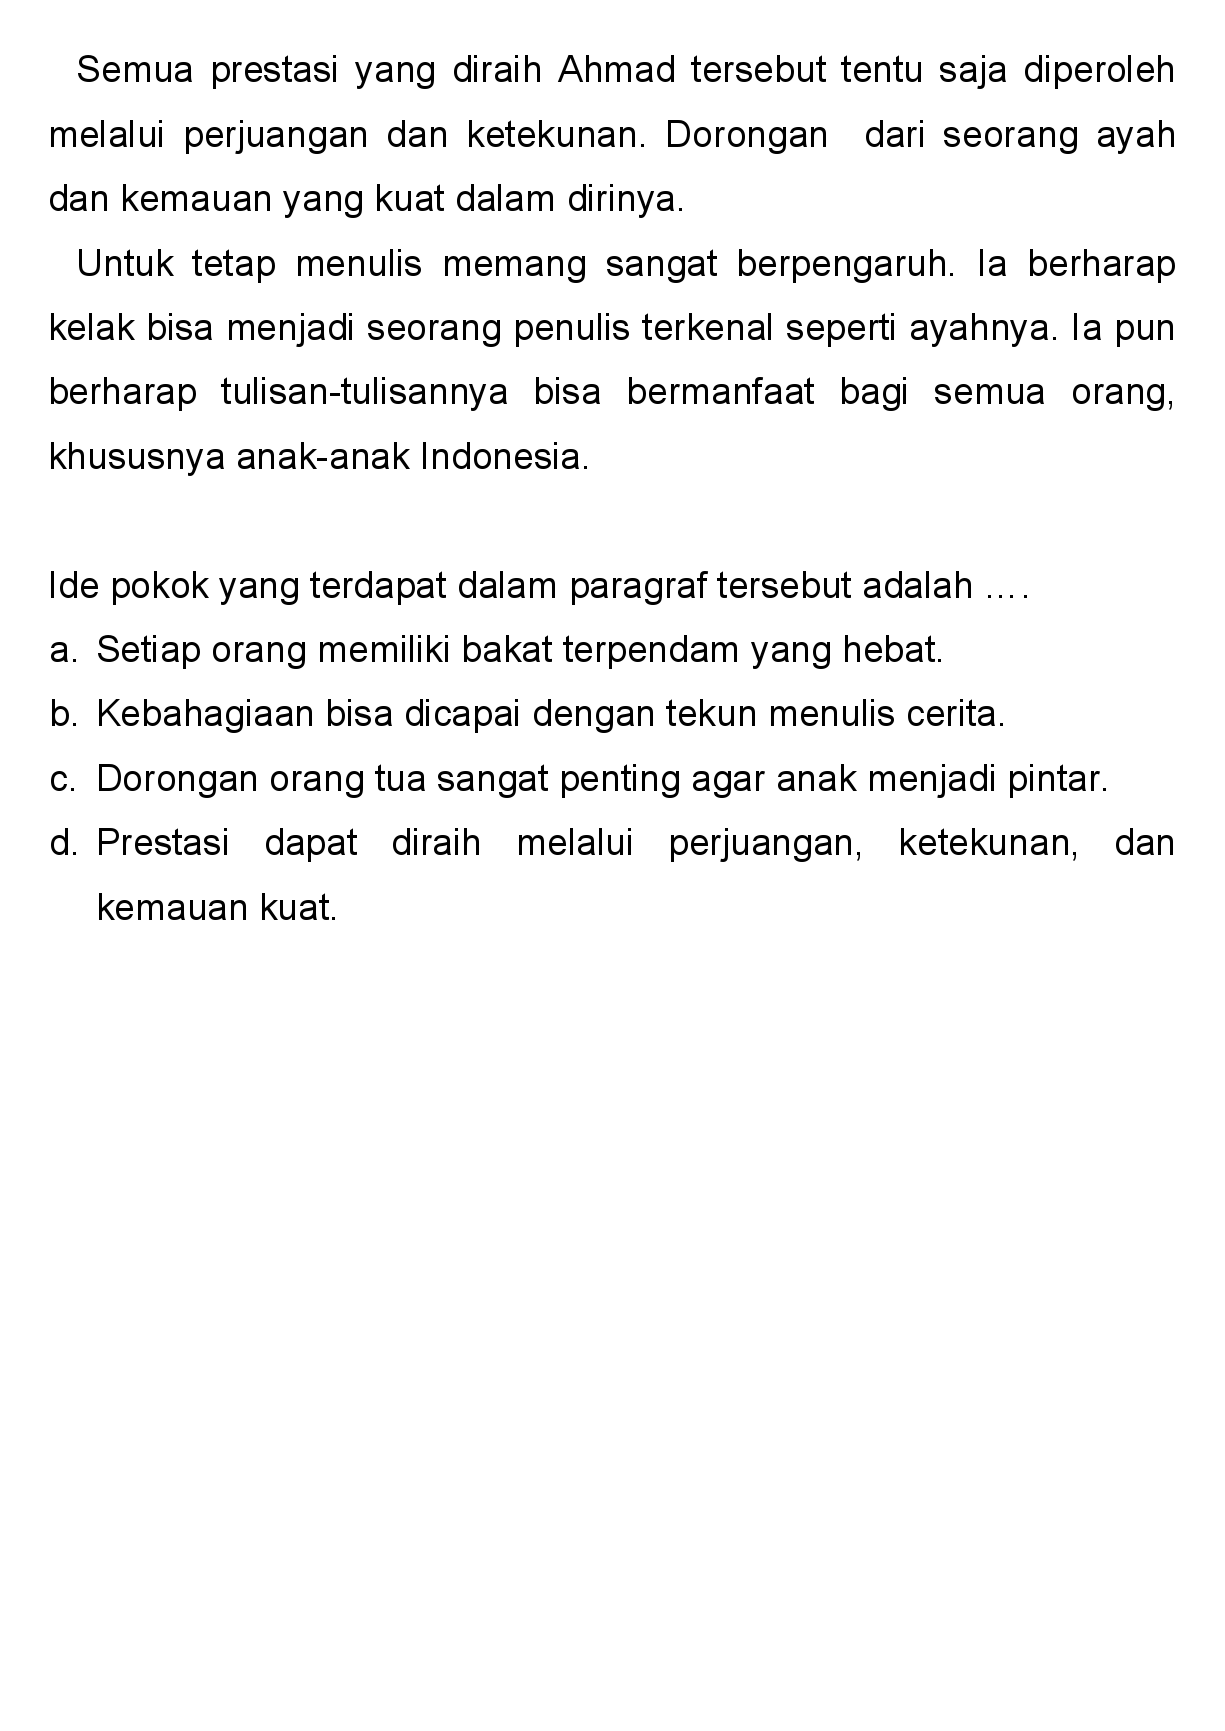 Semua prestasi yang diraih Ahmad tersebut tentu saja diperoleh
melalui perjuangan dan ketekunan. Dorongan dari seorang ayah
dan kemauan yang kuat dalam dirinya.
Untuk tetap menulis memang sangat berpengaruh. Ia berharap
kelak bisa menjadi seorang penulis terkenal seperti ayahnya. Ia pun
berharap tulisan-tulisannya bisa bermanfaat bagi semua orang,
khususnya anak-anak Indonesia.
Ide pokok yang terdapat dalam paragraf tersebut adalah ....
a. Setiap orang memiliki bakat terpendam yang hebat.
b. Kebahagiaan bisa dicapai dengan tekun menulis cerita.
c. Dorongan orang tua sangat penting agar anak menjadi pintar.
d. Prestasi dapat diraih melalui perjuangan, ketekunan, dan
kemauan kuat.